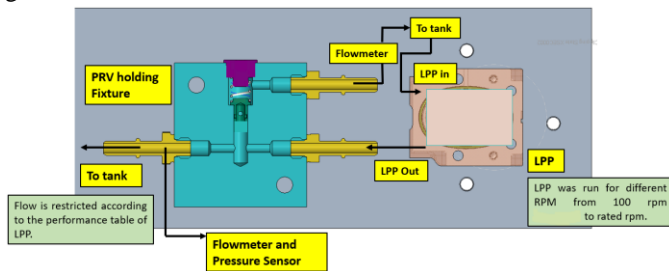 To tank
Flowmeter
PRV holding
Fixture
LPP in
LPP Out
LPP
To tank
Flow is restricted according
to the performance table of
LPP.
Flowmeter and
Pressure Sensor
LPP was run for different
RPM from 100 rpm
to rated rpm.